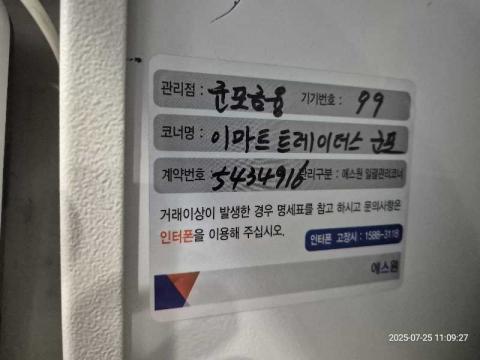 관리점 : 군포금융 기기번호 : 99
코너명 : 이마트 트레이더스 군포
계약번호 5434916 관리구분 : 에스원 일괄관리코너
거래이상이 발생한 경우 명세표를 참고 하시고 문의사항은
인터폰을 이용해 주십시오.
인터폰 고장시 : 1588-3118
에스원
2025-07-25 11:09:27